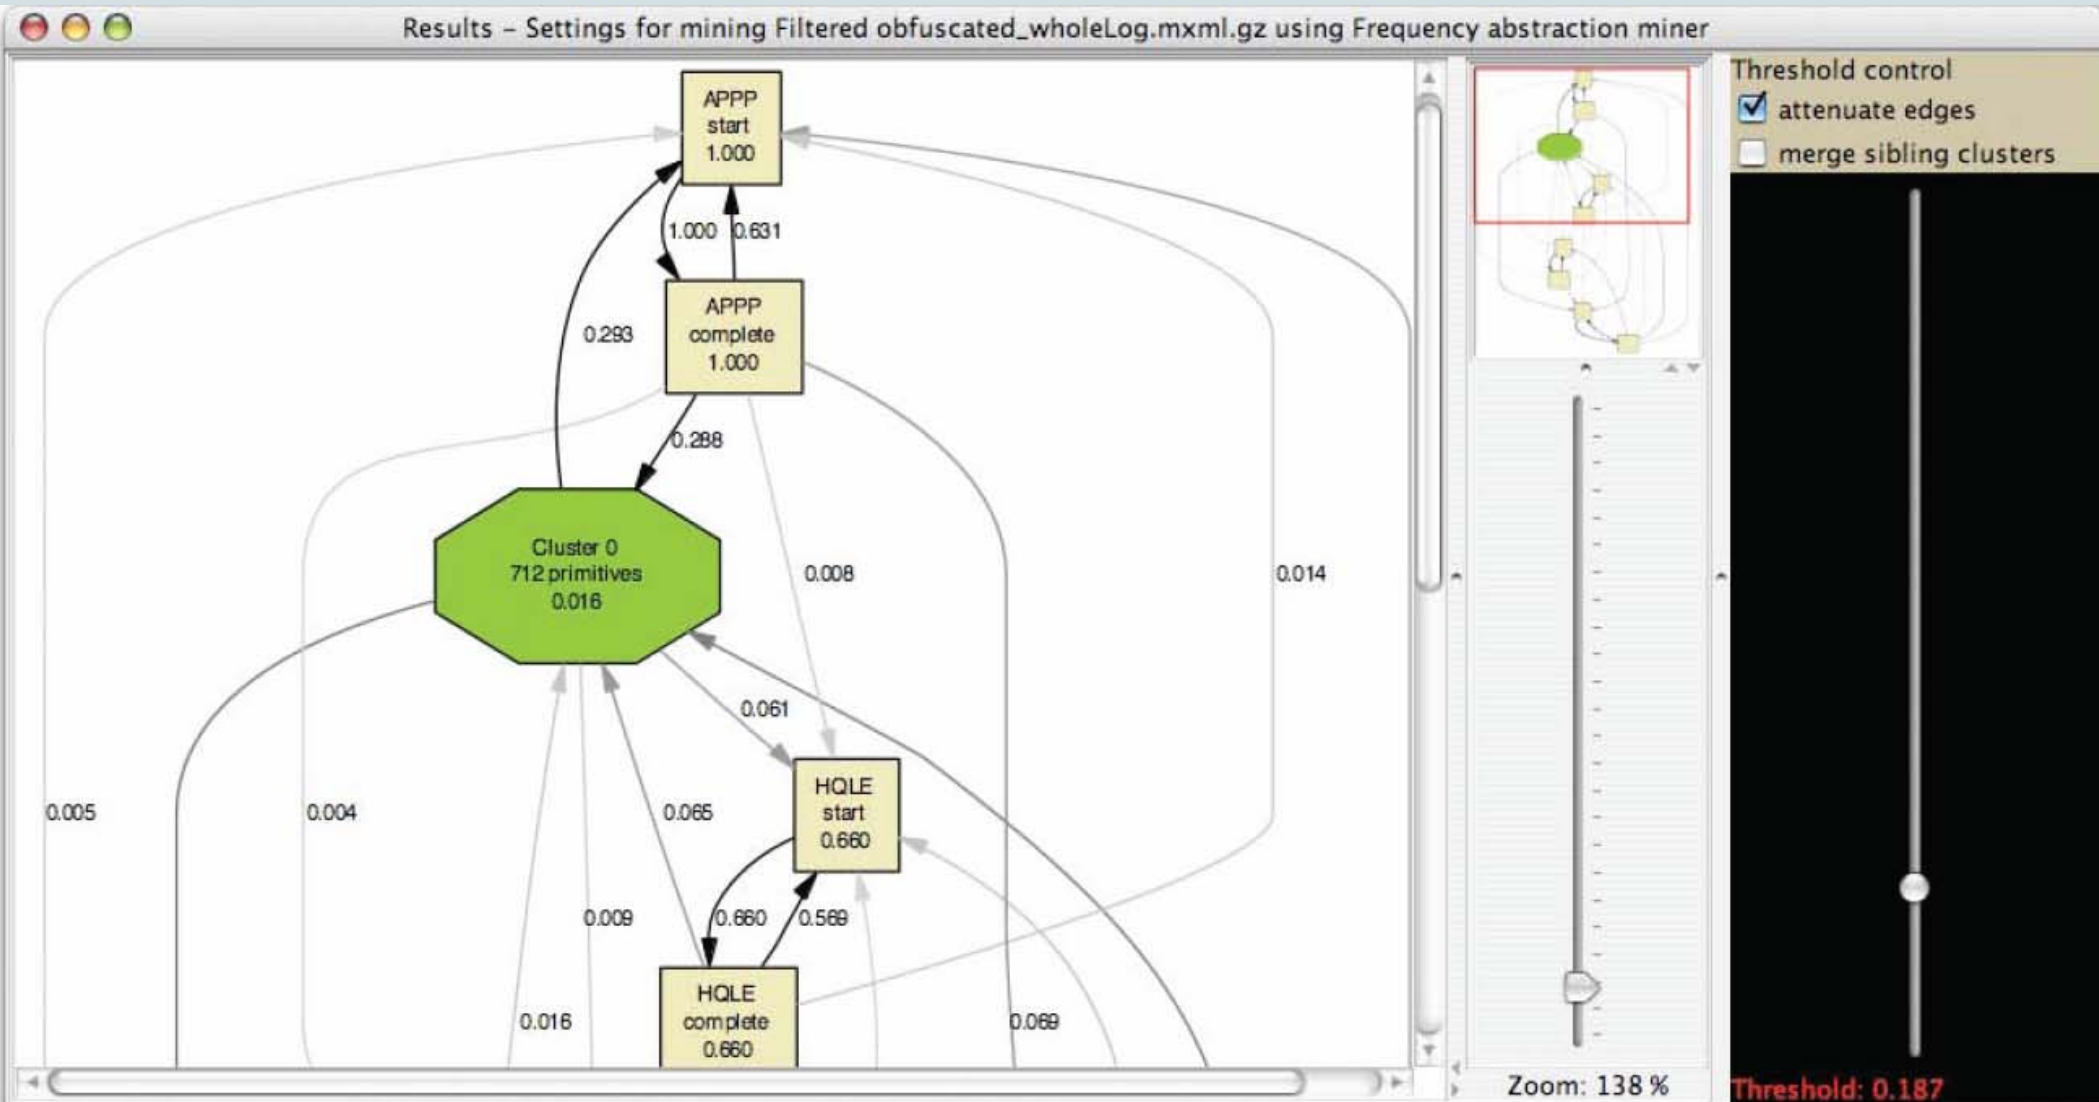 Results – Settings for mining Filtered obfuscated_wholeLog.mxml.gz using Frequency abstraction miner
Threshold control
attenuate edges
merge sibling clusters
APPP
start
1.000
1.000
0.631
APPP
complete
1.000
0.293
0.288
Cluster 0
712 primitives
0.016
0.008
0.014
0.061
HQLE
start
0.660
0.005
0.004
0.065
0.009
0.660
0.569
HQLE
complete
0.660
0.016
0.069
Zoom: 138 %
Threshold: 0.187